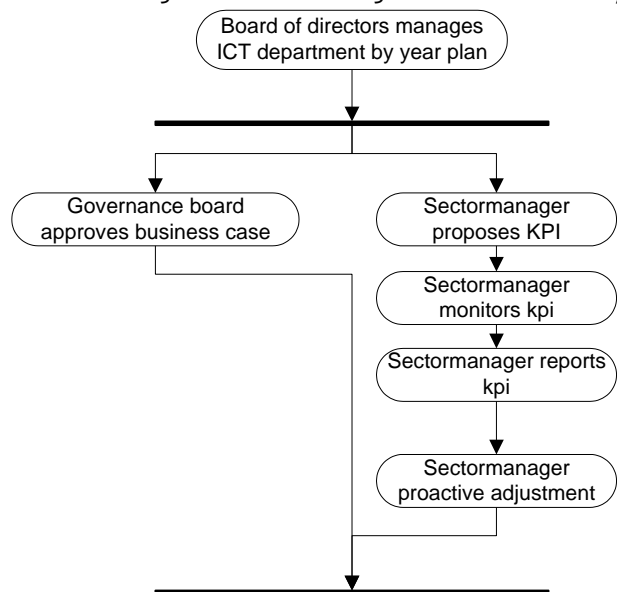 Board of directors manages
ICT department by year plan
Governance board
approves business case
Sectormanager
proposes KPI
Sectormanager
monitors kpi
Sectormanager reports
kpi
Sectormanager
proactive adjustment